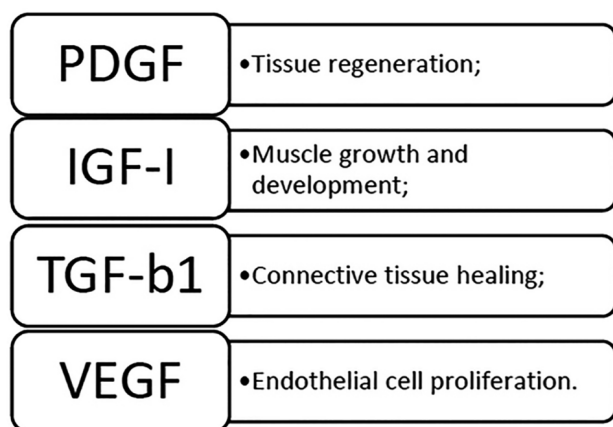 PDGF
•Tissue regeneration;
IGF-I
•Muscle growth and
development;
TGF-b1
•Connective tissue healing;
VEGF
•Endothelial cell proliferation.